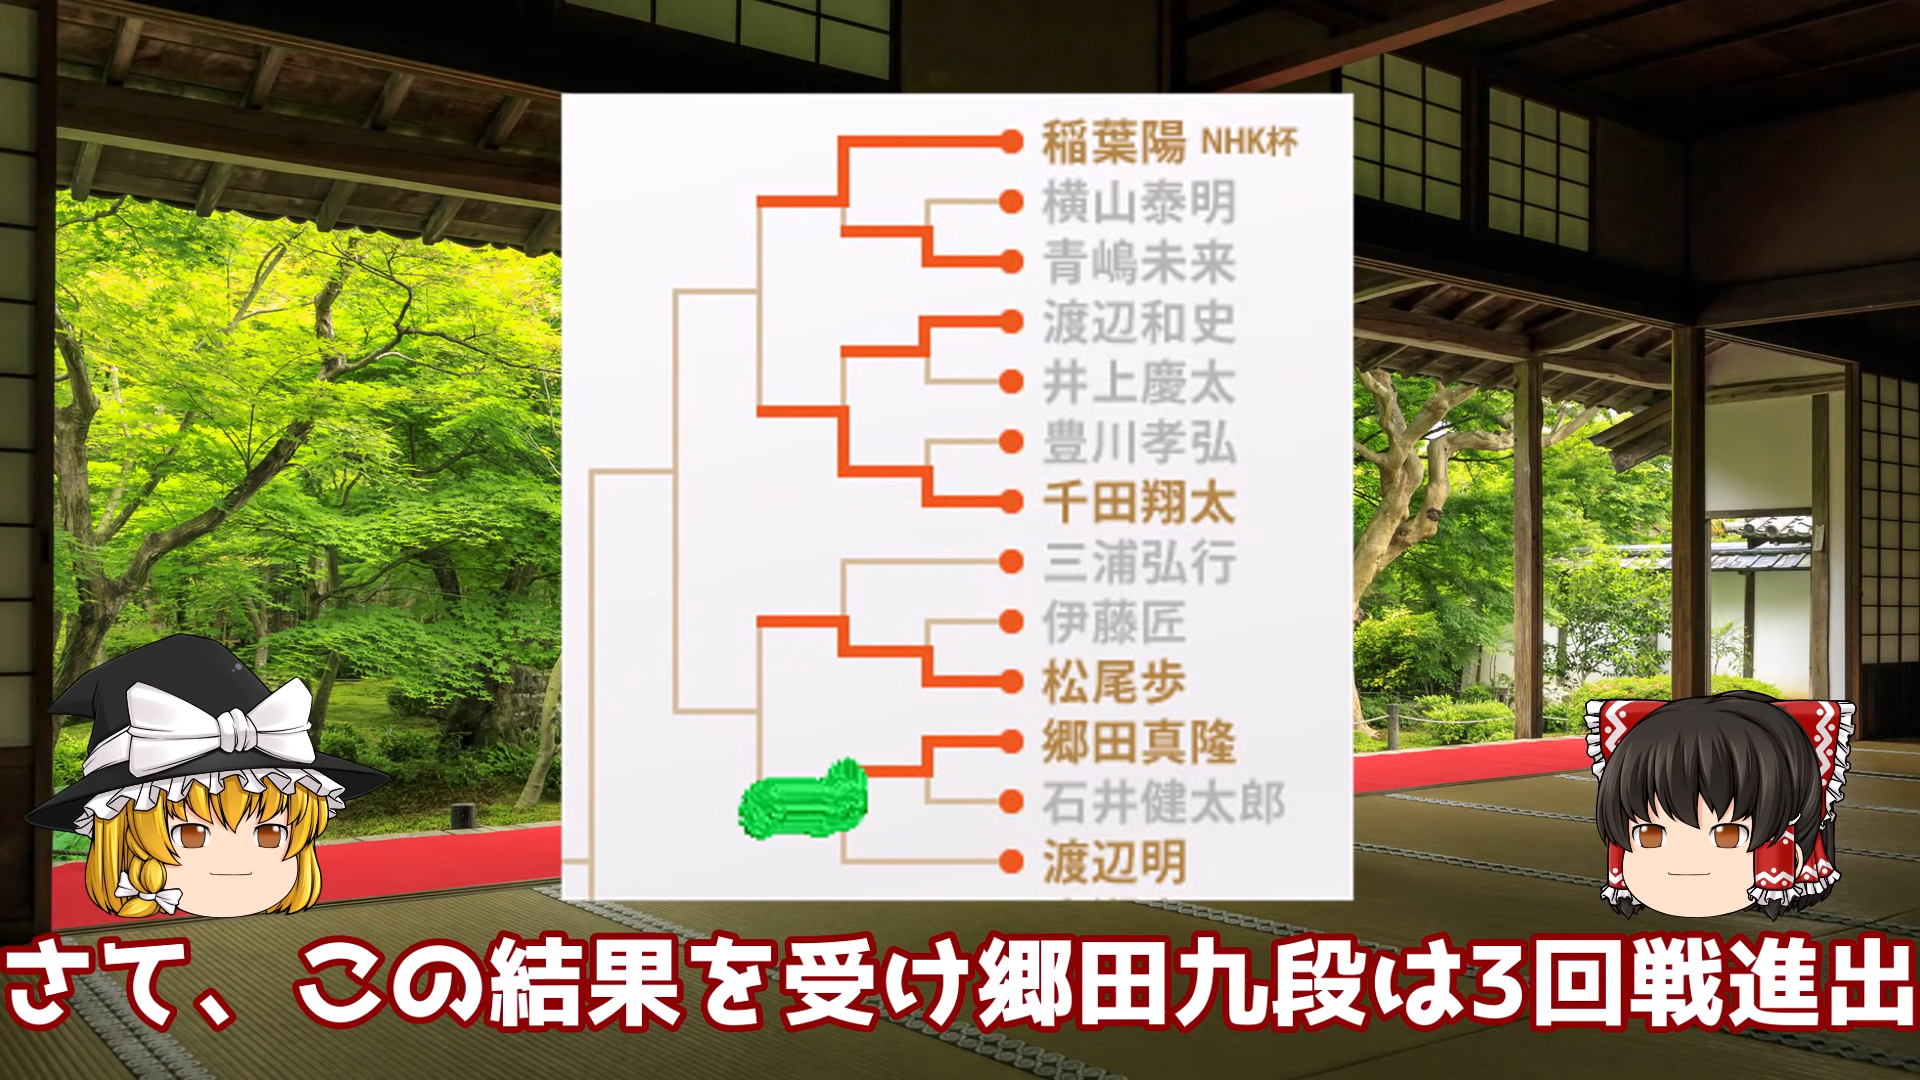 稲葉陽 NHK杯
横山泰明
青嶋未来
渡辺和史
井上慶太
豊川孝弘
千田翔太
三浦弘行
伊藤匠
松尾歩
郷田真隆
石井健太郎
渡辺明
さて、この結果を受け郷田九段は3回戦進出